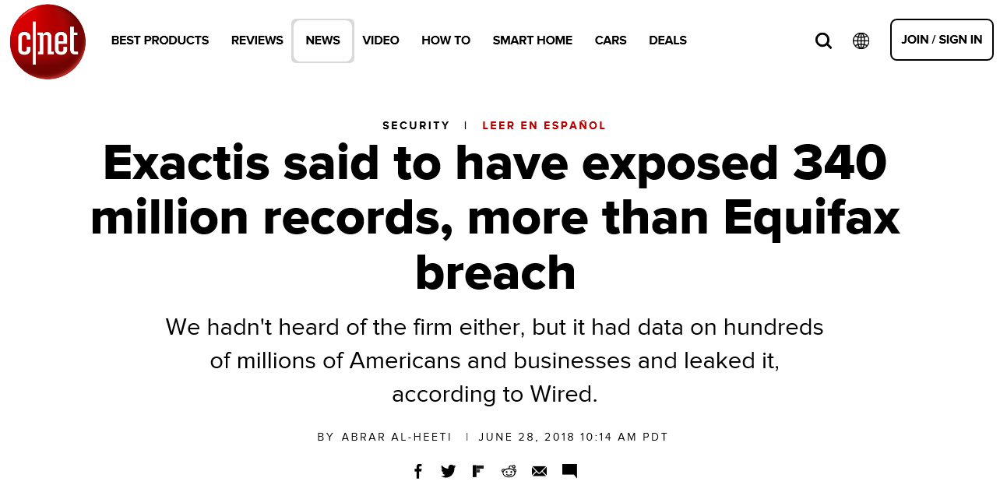 c|net BEST PRODUCTS REVIEWS NEWS VIDEO HOW TO SMART HOME CARS DEALS JOIN / SIGN IN
SECURITY | LEER EN ESPAÑOL
Exactis said to have exposed 340
million records, more than Equifax
breach
We hadn't heard of the firm either, but it had data on hundreds
of millions of Americans and businesses and leaked it,
according to Wired.
BY ABRAR AL-HEETI | JUNE 28, 2018 10:14 AM PDT